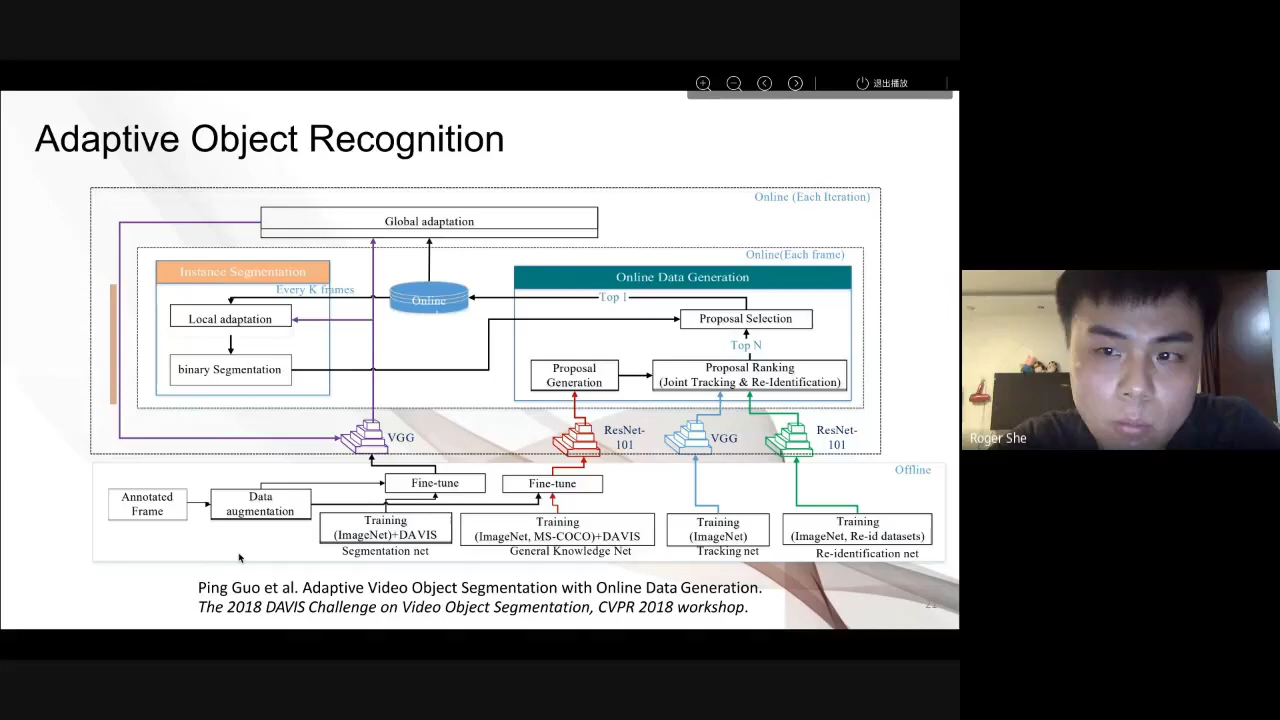 退出播放
Adaptive Object Recognition
Online (Each Iteration)
Global adaptation
Online(Each frame)
Instance Segmentation
Online Data Generation
Every K frames
Online
Top 1
Local adaptation
Proposal Selection
Top N
binary Segmentation
Proposal
Generation
Proposal Ranking
(Joint Tracking & Re-Identification)
VGG
ResNet-
101
VGG
ResNet-
101
Offline
Fine-tune
Fine-tune
Annotated
Frame
Data
augmentation
Training
(ImageNet)+DAVIS
Segmentation net
Training
(ImageNet, MS-COCO)+DAVIS
General Knowledge Net
Training
(ImageNet)
Tracking net
Training
(ImageNet, Re-id datasets)
Re-identification net
Ping Guo et al. Adaptive Video Object Segmentation with Online Data Generation.
The 2018 DAVIS Challenge on Video Object Segmentation, CVPR 2018 workshop.
Roger She